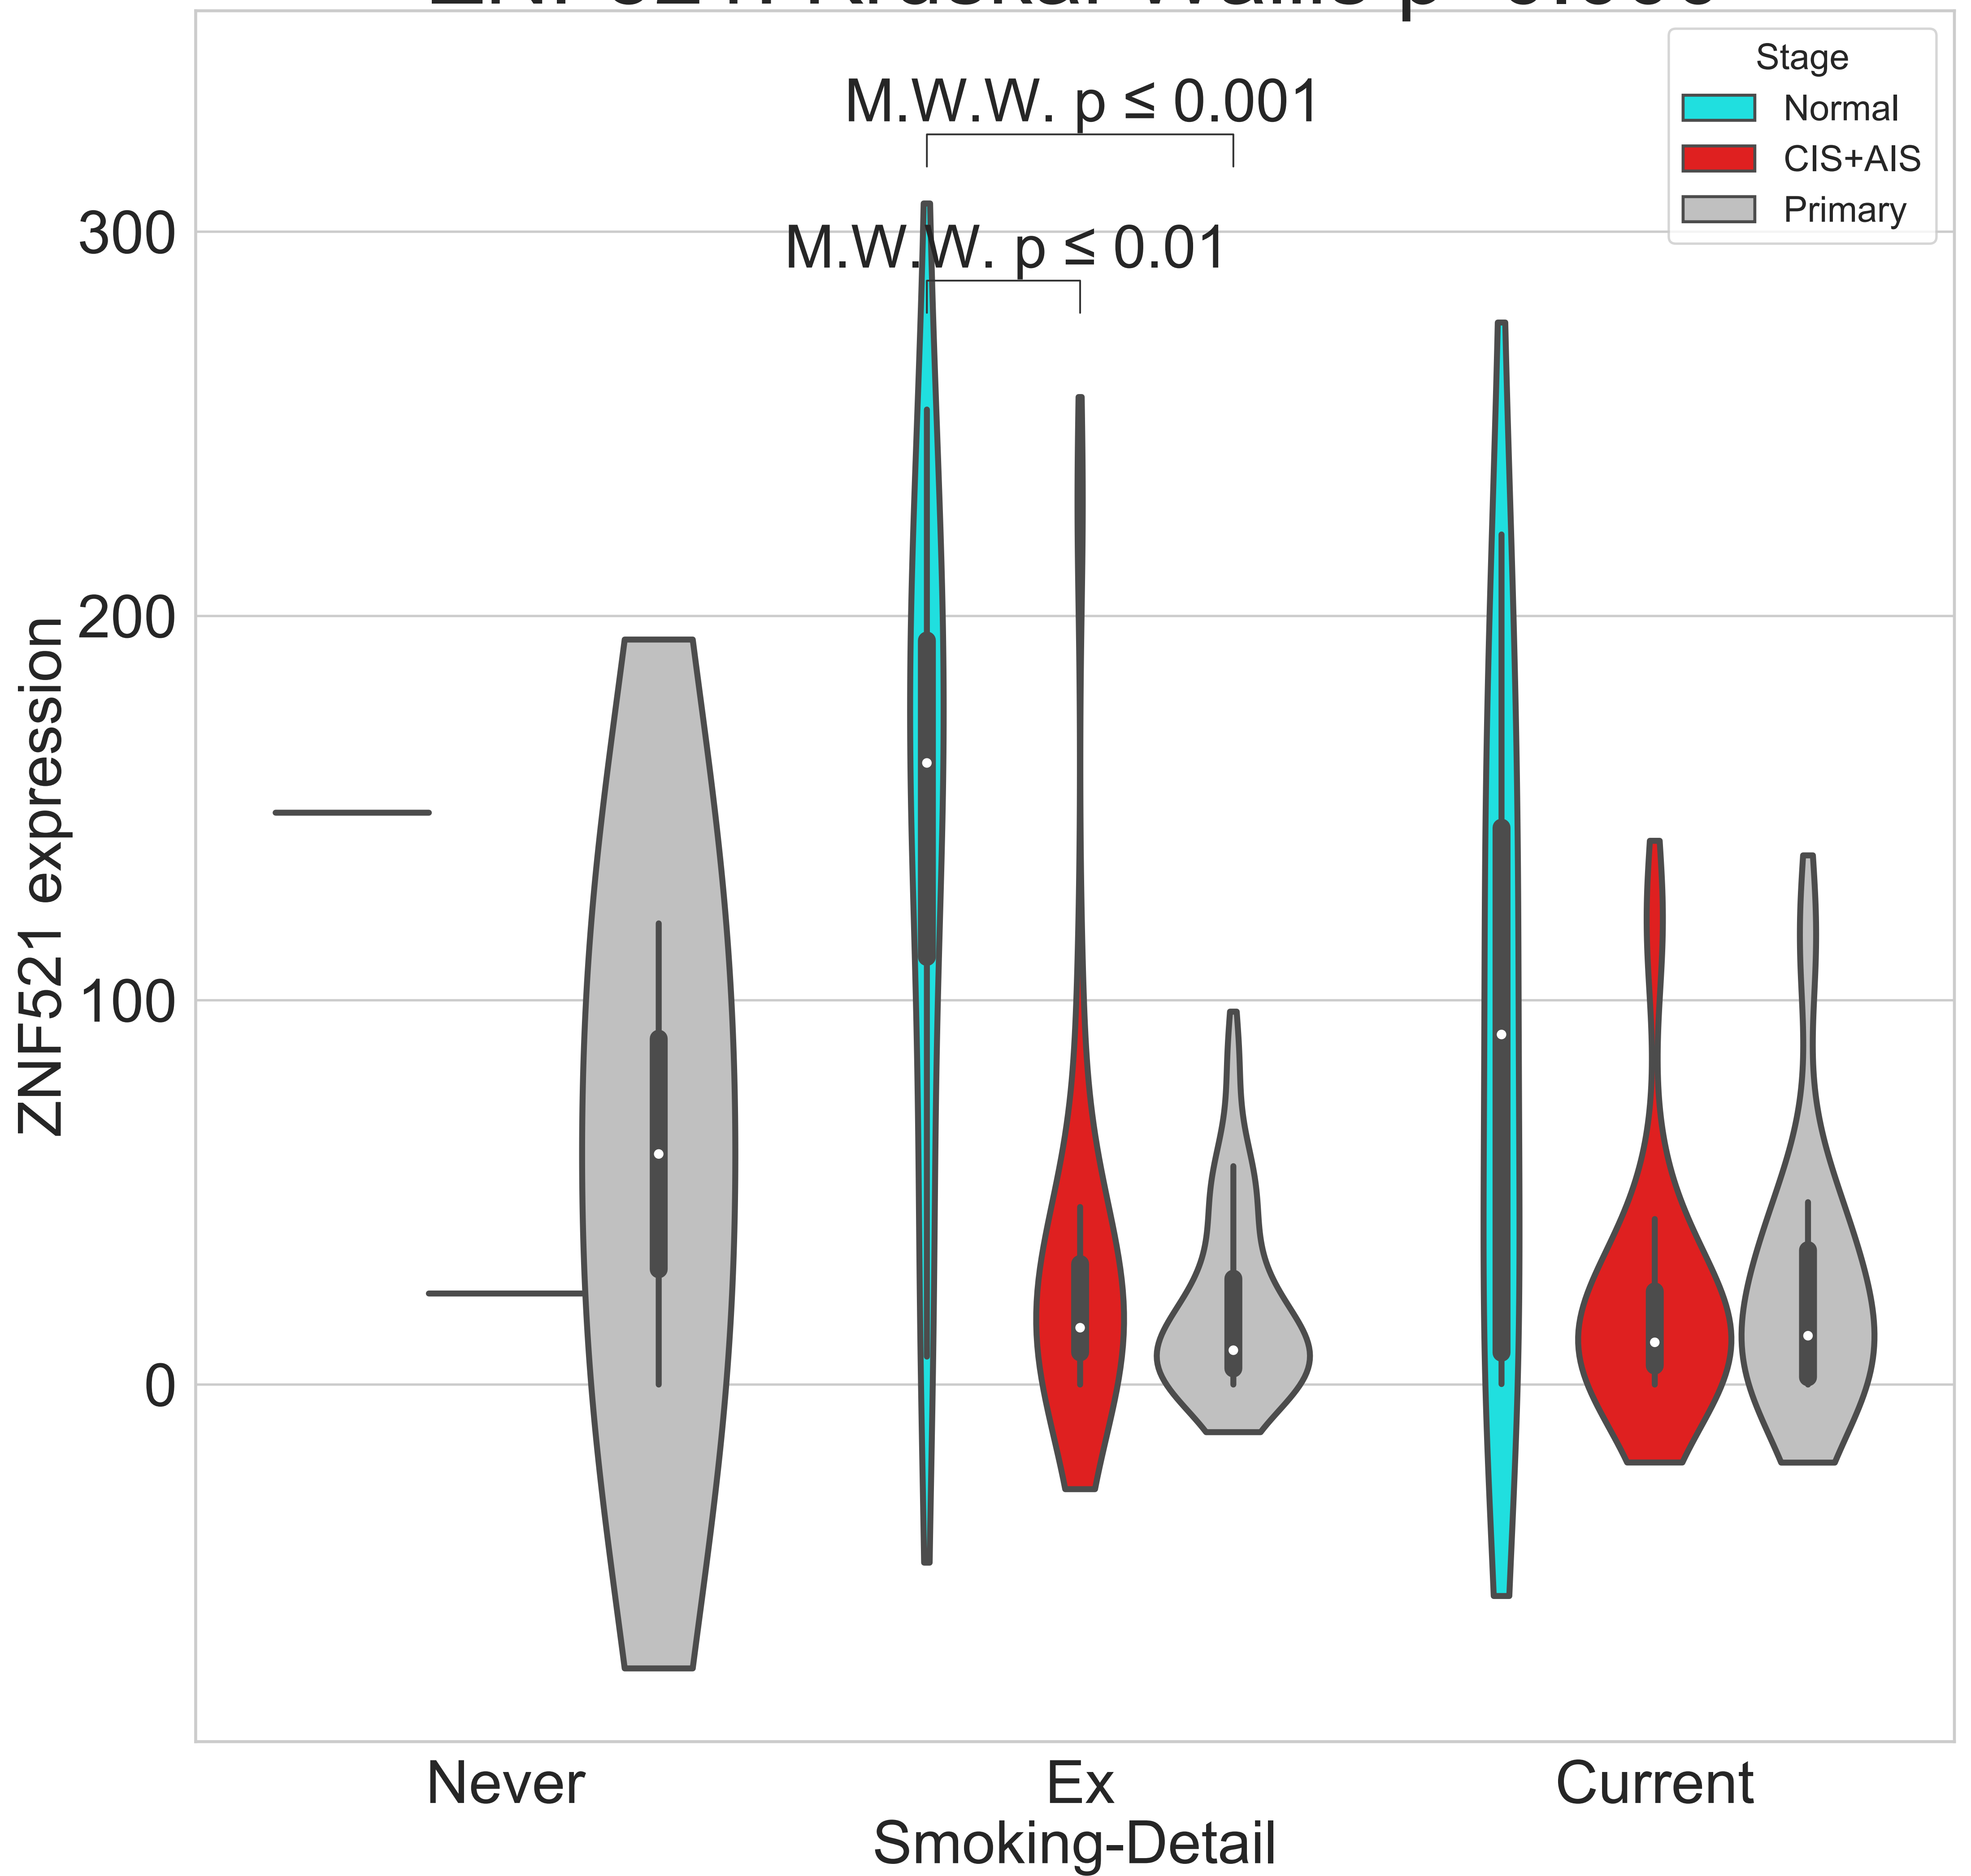 Stage
Normal
CIS+AIS
Primary
M.W.W. p ≤ 0.001
M.W.W. p ≤ 0.01
300
200
100
0
ZNF521 expression
Never
Ex
Current
Smoking-Detail